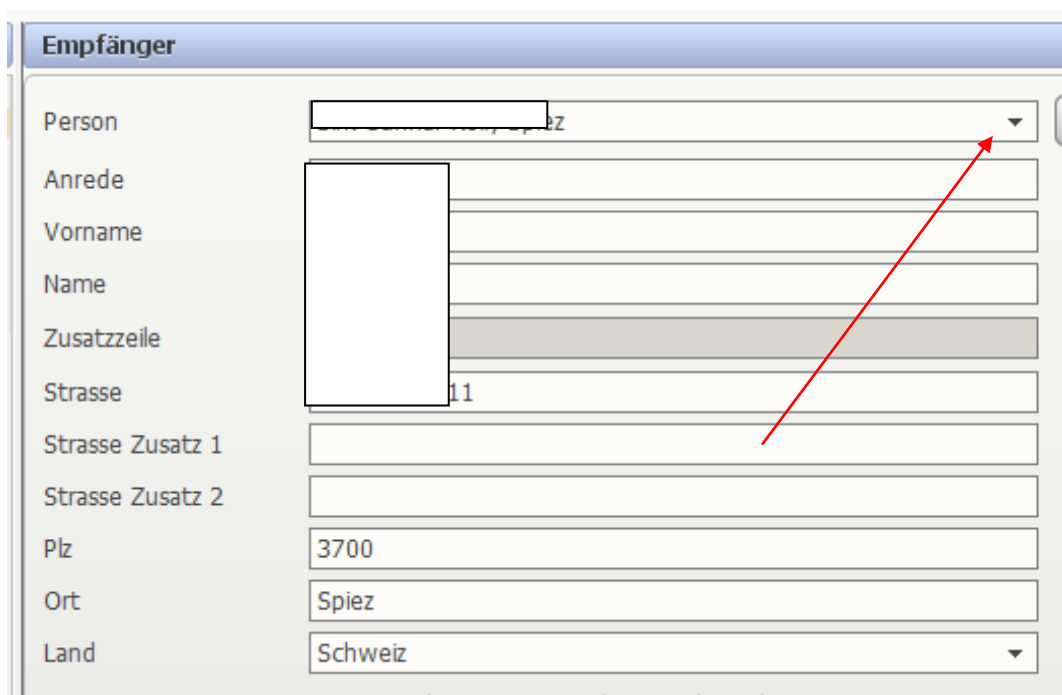 Empfänger
Person
Anrede
Vorname
Name
Zusatzzeile
Strasse 11
Strasse Zusatz 1
Strasse Zusatz 2
Plz 3700
Ort Spiez
Land Schweiz